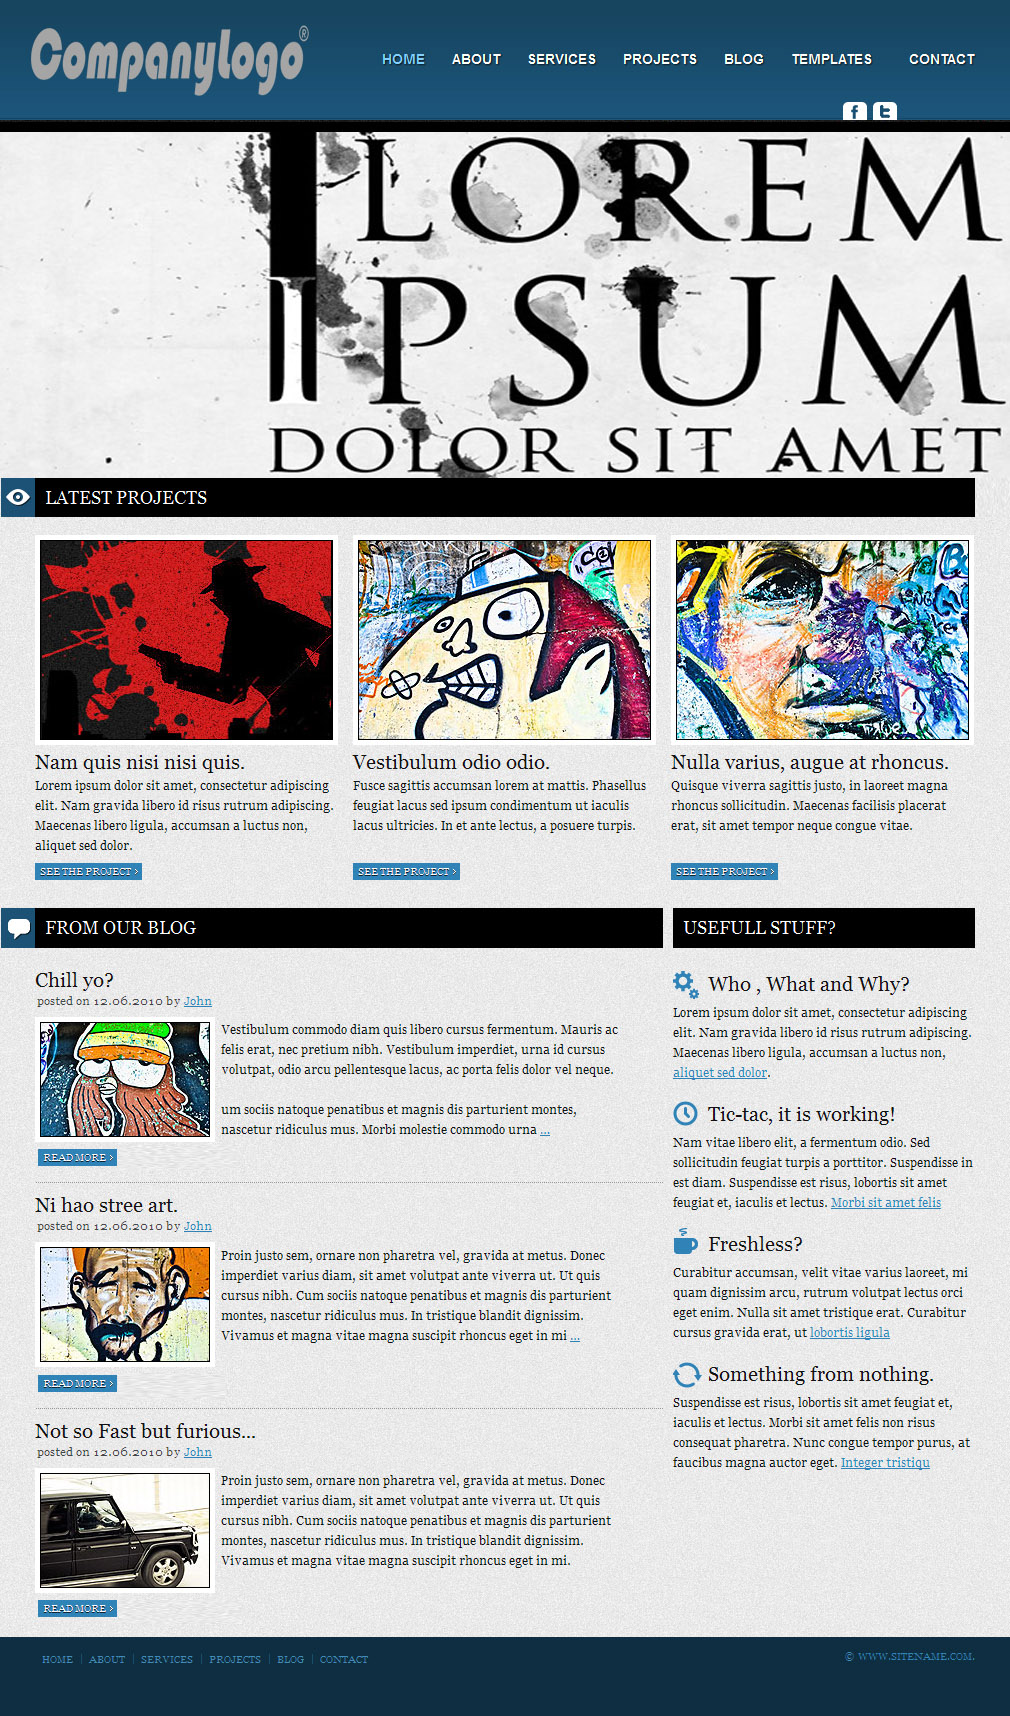 Companylogo®
HOME ABOUT SERVICES PROJECTS BLOG TEMPLATES CONTACT
LOREM
IPSUM
DOLOR SIT AMET
LATEST PROJECTS
Nam quis nisi nisi quis.
Lorem ipsum dolor sit amet, consectetur adipiscing
elit. Nam gravida libero id risus rutrum adipiscing.
Maecenas libero ligula, accumsan a luctus non,
aliquet sed dolor.
SEE THE PROJECT >
Vestibulum odio odio.
Fusce sagittis accumsan lorem at mattis. Phasellus
feugiat lacus sed ipsum condimentum ut iaculis
lacus ultricies. In et ante lectus, a posuere turpis.
SEE THE PROJECT >
Nulla varius, augue at rhoncus.
Quisque viverra sagittis justo, in laoreet magna
rhoncus sollicitudin. Maecenas facilisis placerat
erat, sit amet tempor neque congue vitae.
SEE THE PROJECT >
FROM OUR BLOG
Chill yo?
posted on 12.06.2010 by John
Vestibulum commodo diam quis libero cursus fermentum. Mauris ac
felis erat, nec pretium nibh. Vestibulum imperdiet, urna id cursus
volutpat, odio arcu pellentesque lacus, ac porta felis dolor vel neque.
um sociis natoque penatibus et magnis dis parturient montes,
nascetur ridiculus mus. Morbi molestie commodo urna ...
READ MORE >
Ni hao stree art.
posted on 12.06.2010 by John
Proin justo sem, ornare non pharetra vel, gravida at metus. Donec
imperdiet varius diam, sit amet volutpat ante viverra ut. Ut quis
cursus nibh. Cum sociis natoque penatibus et magnis dis parturient
montes, nascetur ridiculus mus. In tristique blandit dignissim.
Vivamus et magna vitae magna suscipit rhoncus eget in mi ...
READ MORE >
Not so Fast but furious...
posted on 12.06.2010 by John
Proin justo sem, ornare non pharetra vel, gravida at metus. Donec
imperdiet varius diam, sit amet volutpat ante viverra ut. Ut quis
cursus nibh. Cum sociis natoque penatibus et magnis dis parturient
montes, nascetur ridiculus mus. In tristique blandit dignissim.
Vivamus et magna vitae magna suscipit rhoncus eget in mi.
READ MORE >
USEFULL STUFF?
Who , What and Why?
Lorem ipsum dolor sit amet, consectetur adipiscing
elit. Nam gravida libero id risus rutrum adipiscing.
Maecenas libero ligula, accumsan a luctus non,
aliquet sed dolor.
Tic-tac, it is working!
Nam vitae libero elit, a fermentum odio. Sed
sollicitudin feugiat turpis a porttitor. Suspendisse in
est diam. Suspendisse est risus, lobortis sit amet
feugiat et, iaculis et lectus. Morbi sit amet felis
Freshless?
Curabitur accumsan, velit vitae varius laoreet, mi
quam dignissim arcu, rutrum volutpat lectus orci
eget enim. Nulla sit amet tristique erat. Curabitur
cursus gravida erat, ut lobortis ligula
Something from nothing.
Suspendisse est risus, lobortis sit amet feugiat et,
iaculis et lectus. Morbi sit amet felis non risus
consequat pharetra. Nunc congue tempor purus, at
faucibus magna auctor eget. Integer tristiqu
HOME | ABOUT | SERVICES | PROJECTS | BLOG | CONTACT
© WWW.SITENAME.COM.